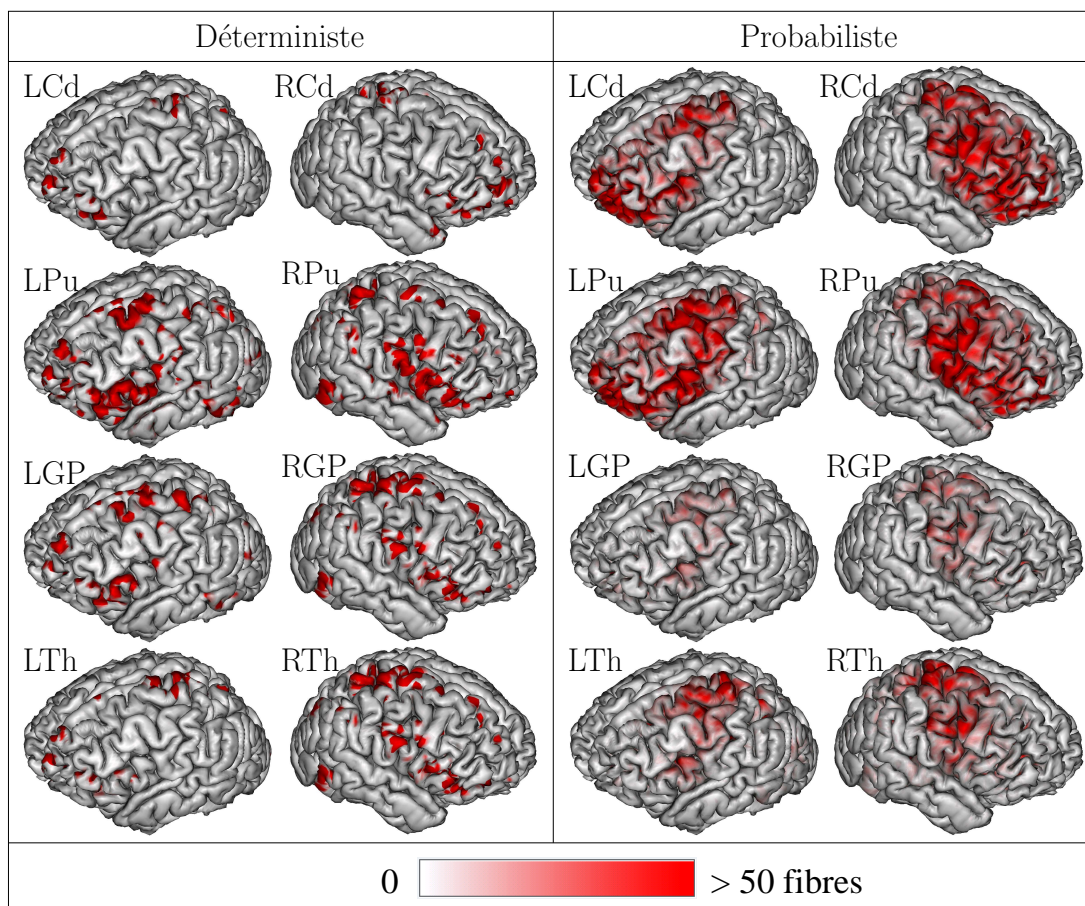 Déterministe Probabiliste
LCd RCd LCd RCd
LPu RPu LPu RPu
LGP RGP LGP RGP
LTh RTh LTh RTh
0 > 50 fibres